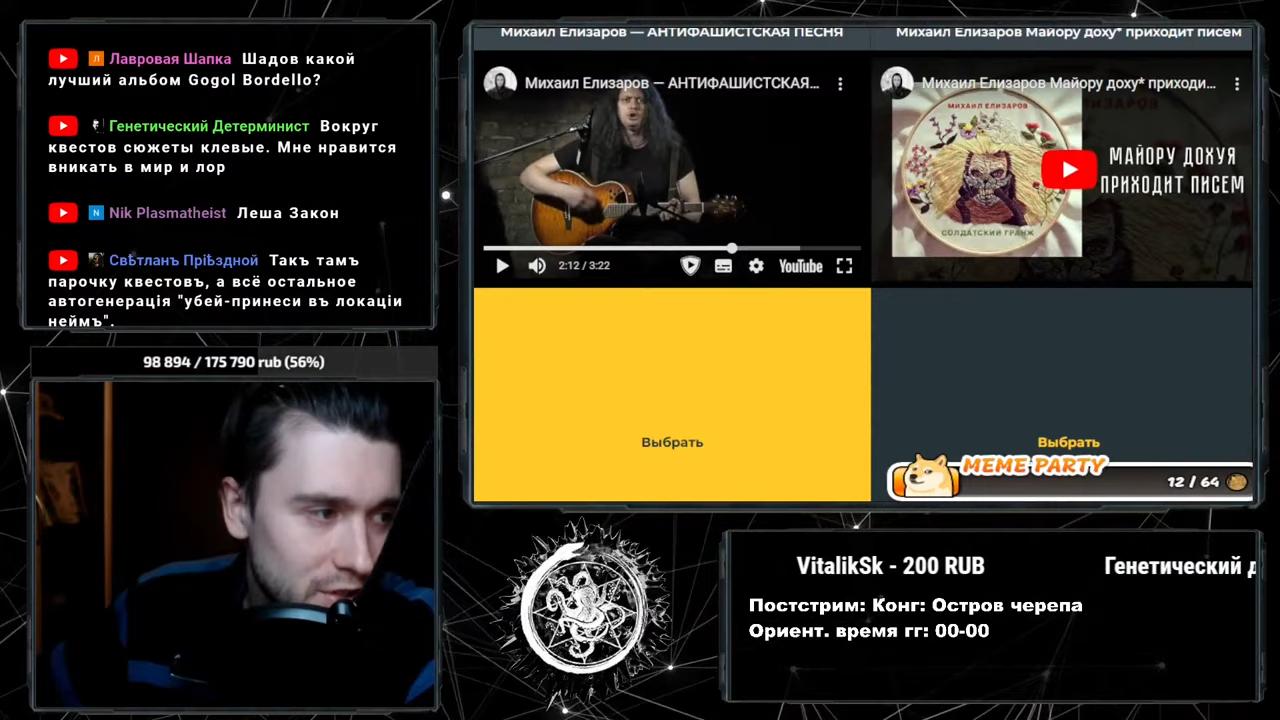 Лавровая Шапка Шадов какой
лучший альбом Gogol Bordello?
Генетический Детерминист Вокруг
квестов сюжеты клевые. Мне нравится
вникать в мир и лор
Nik Plasmatheist Леша Закон
Свѣтланъ Прiѣздной Такъ тамъ
парочку квестовъ, а всё остальное
автогенерацiя "убей-принеси въ локацiи
неймъ".
98 894 / 175 790 rub (56%)
Михаил Елизаров — АНТИФАШИСТСКАЯ ПЕСНЯ
Михаил Елизаров Майору доху* приходит писем
Михаил Елизаров — АНТИФАШИСТСКАЯ...
Михаил Елизаров Майору доху* приходи...
МИХАИЛ ЕЛИЗАРОВ
МАЙОРУ ДОХУЯ
ПРИХОДИТ ПИСЕМ
СОЛДАТСКИЙ ГРАНЖ
2:12 / 3:22
YouTube
Выбрать
Выбрать
MEME PARTY
12 / 64
VitalikSk - 200 RUB
Генетический д
Постстрим: Конг: Остров черепа
Ориент. время гг: 00-00